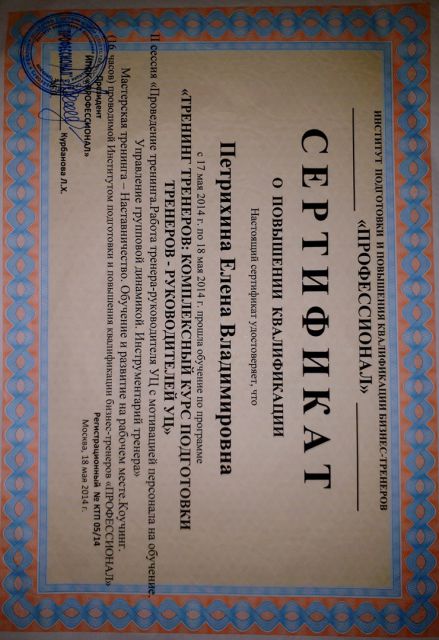 ИНСТИТУТ ПОДГОТОВКИ И ПОВЫШЕНИЯ КВАЛИФИКАЦИИ БИЗНЕС-ТРЕНЕРОВ
«ПРОФЕССИОНАЛ»
СЕРТИФИКАТ
О ПОВЫШЕНИИ КВАЛИФИКАЦИИ
Настоящий сертификат удостоверяет, что
Петрихина Елена Владимировна
с 17 мая 2014 г. по 18 мая 2014 г. прошла обучение по программе
«ТРЕНИНГ ТРЕНЕРОВ: КОМПЛЕКСНЫЙ КУРС ПОДГОТОВКИ
ТРЕНЕРОВ - РУКОВОДИТЕЛЕЙ УЦ»
II сессия «Проведение тренинга.Работа тренера-руководителя УЦ с мотивацией персонала на обучение.
Управление групповой динамикой. Инструментарий тренера»
Мастерская тренинга – Наставничество. Обучение и развитие на рабочем месте.Коучинг.
(16 часов) проводимой Институтом подготовки и повышения квалификации бизнес-тренеров «ПРОФЕССИОНАЛ»
Президент
ИППК «ПРОФЕССИОНАЛ»
Курбанова Л.Х.
Регистрационный № КТП 05/14
Москва, 18 мая 2014 г.